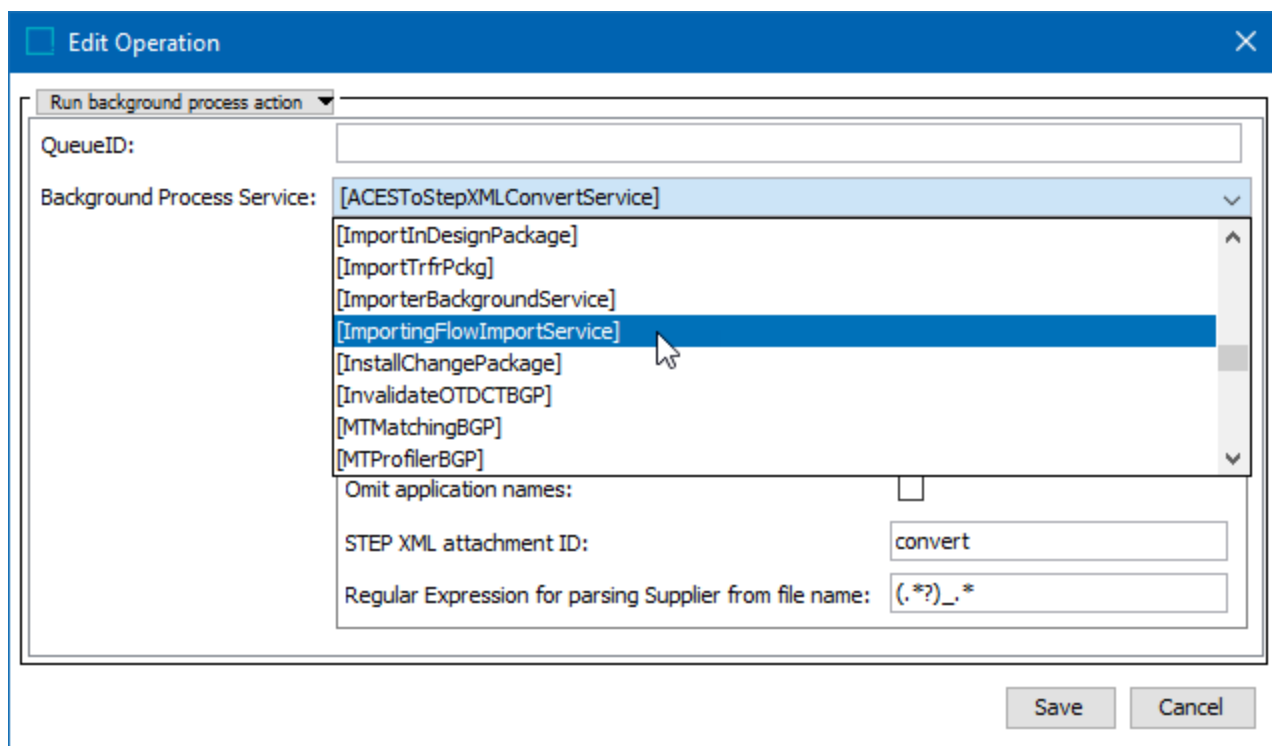 Edit Operation
Run background process action
QueueID:
Background Process Service: [ACESToStepXMLConvertService]
[ImportInDesignPackage]
[ImportTrfrPckg]
[ImporterBackgroundService]
[ImportingFlowImportService]
[InstallChangePackage]
[InvalidateOTDCTBGP]
[MTMatchingBGP]
[MTProfilerBGP]
Omit application names:
STEP XML attachment ID: convert
Regular Expression for parsing Supplier from file name: (.*?)_.*
Save Cancel